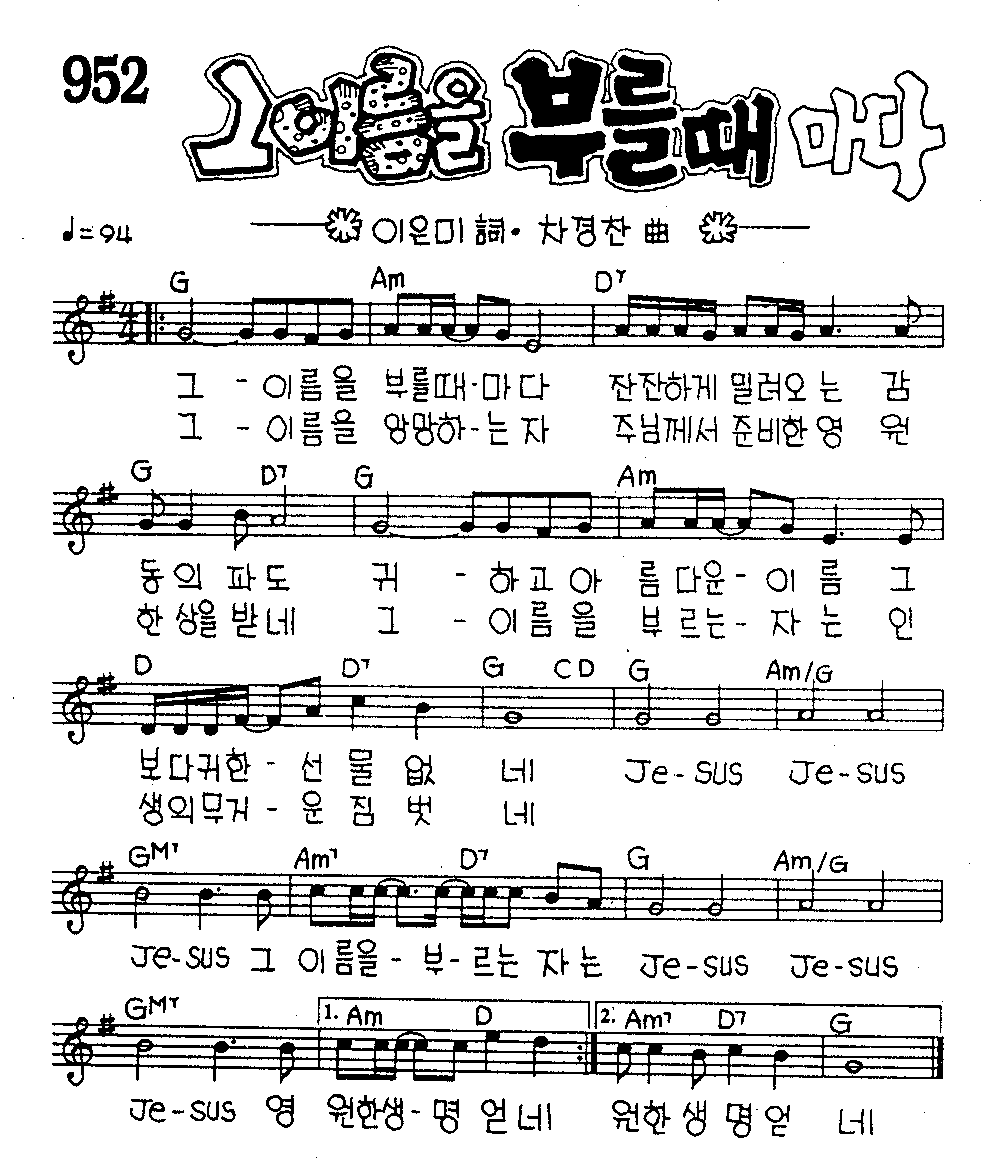 952
그이름을 부를때마다
♩=94
이은미 詞· 차경찬 曲
G Am D7
그 - 이름을 부를때·마다 잔잔하게 밀려오는 감
그 - 이름을 앙망하-는자 주님께서 준비한영 원
G D7 G Am
동의 파도 귀 - 하고아 름다운- 이름 그
한상을받네 그 - 이름을 부르는- 자는 인
D D7 G C D G Am/G
보다귀한- 선물 없 네 Je-sus Je-sus
생의무거- 운 짐 벗 네
GM7 Am7 D7 G Am/G
Je-sus 그 이름을- 부-르는 자는 Je-sus Je-sus
GM7 1. Am D 2. Am7 D7 G
Je-sus 영 원한생-명 얻네 원한생명얻 네